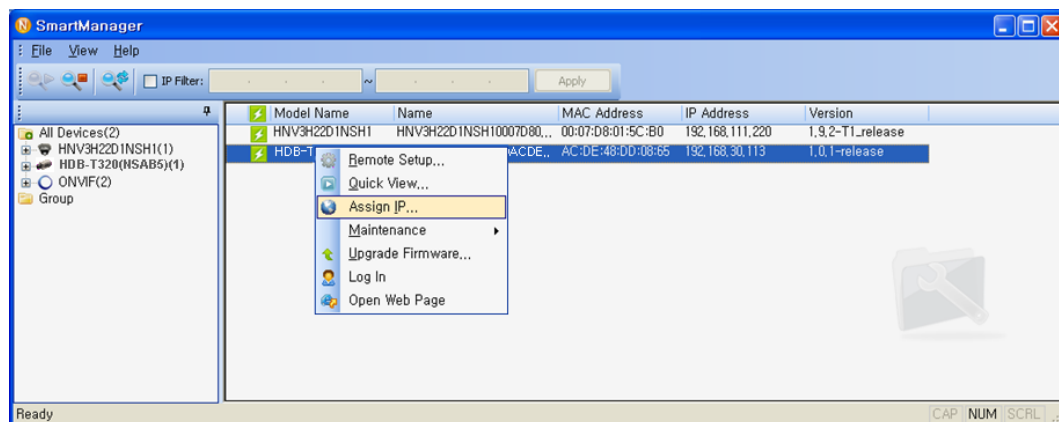 SmartManager
File View Help
IP Filter: ~ Apply
Model Name Name MAC Address IP Address Version
All Devices(2)
HNV3H22D1NSH1(1)
HDB-T320(NSAB5)(1)
ONVIF(2)
Group
HNV3H22D1NSH1 HNV3H22D1NSH10007D80... 00:07:D8:01:5C:B0 192,168,111,220 1,9,2-T1_release
HDB-T ACDE... AC:DE:48:DD:08:65 192,168,30,113 1,0,1-release
Remote Setup...
Quick View...
Assign IP...
Maintenance
Upgrade Firmware...
Log In
Open Web Page
Ready CAP NUM SCRL